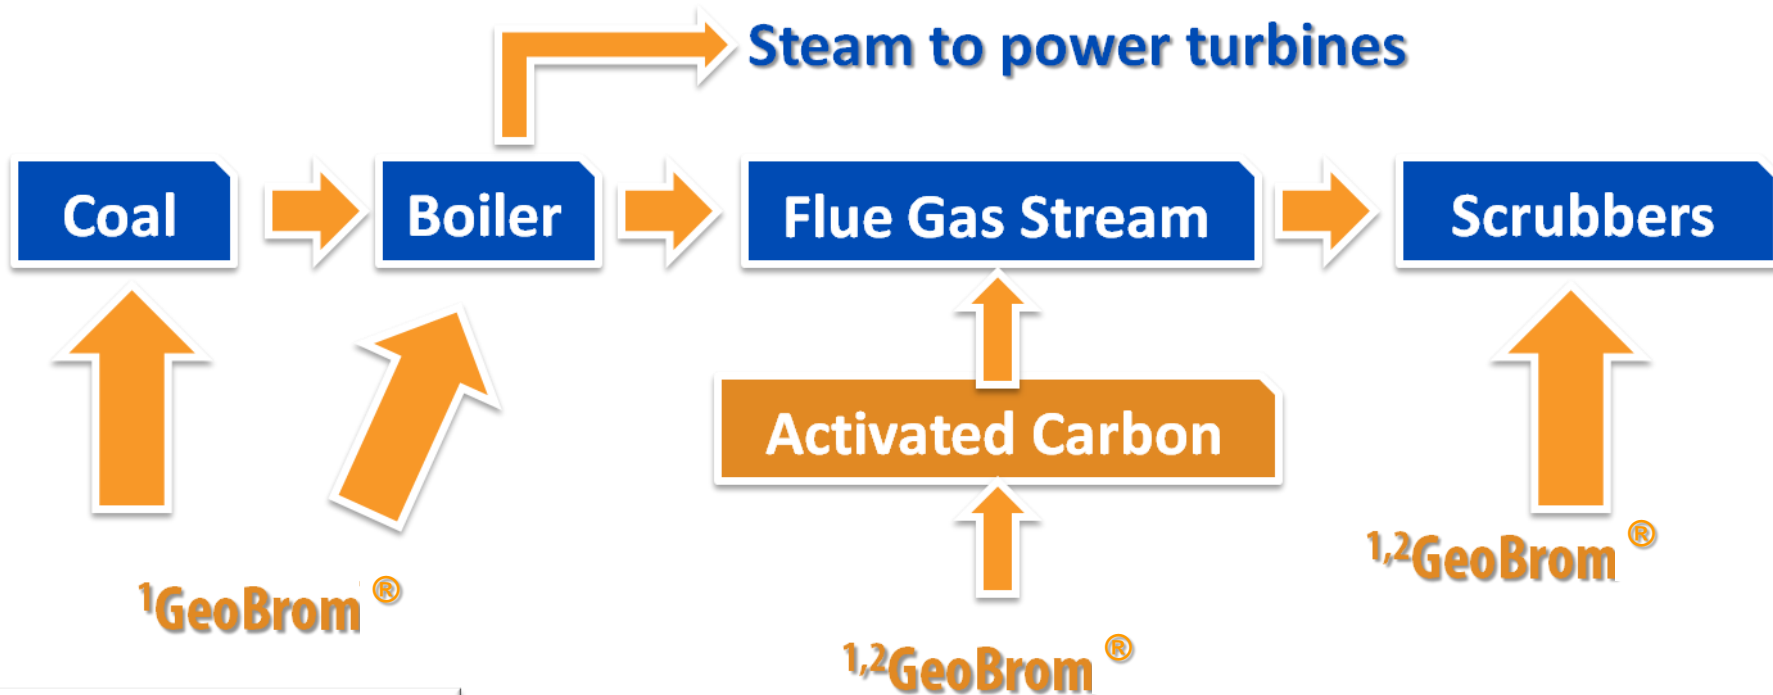 Steam to power turbines
Coal
Boiler
Flue Gas Stream
Scrubbers
Activated Carbon
1,2GeoBrom®
1GeoBrom®
1,2GeoBrom®